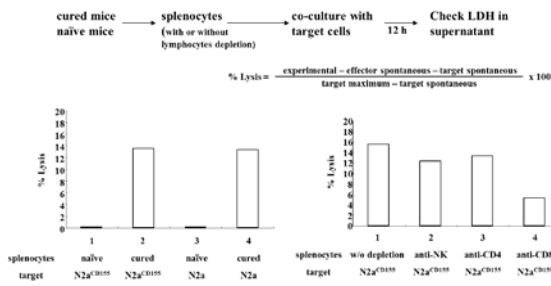 cured mice
naïve mice
splenocytes
(with or without
lymphocytes depletion)
co-culture with
target cells
12 h
Check LDH in
supernatant
% Lysis= experimental – effector spontaneous – target spontaneous x 100
target maximum – target spontaneous
% Lysis
20
18
16
14
12
10
8
6
4
2
0
1 2 3 4
splenocytes naïve cured naïve cured
target N2aCD155 N2aCD155 N2a N2a
% Lysis
20
18
16
14
12
10
8
6
4
2
0
1 2 3 4
splenocytes w/o depletion anti-NK anti-CD4 anti-CD8
target N2aCD155 N2aCD155 N2aCD155 N2aCD155